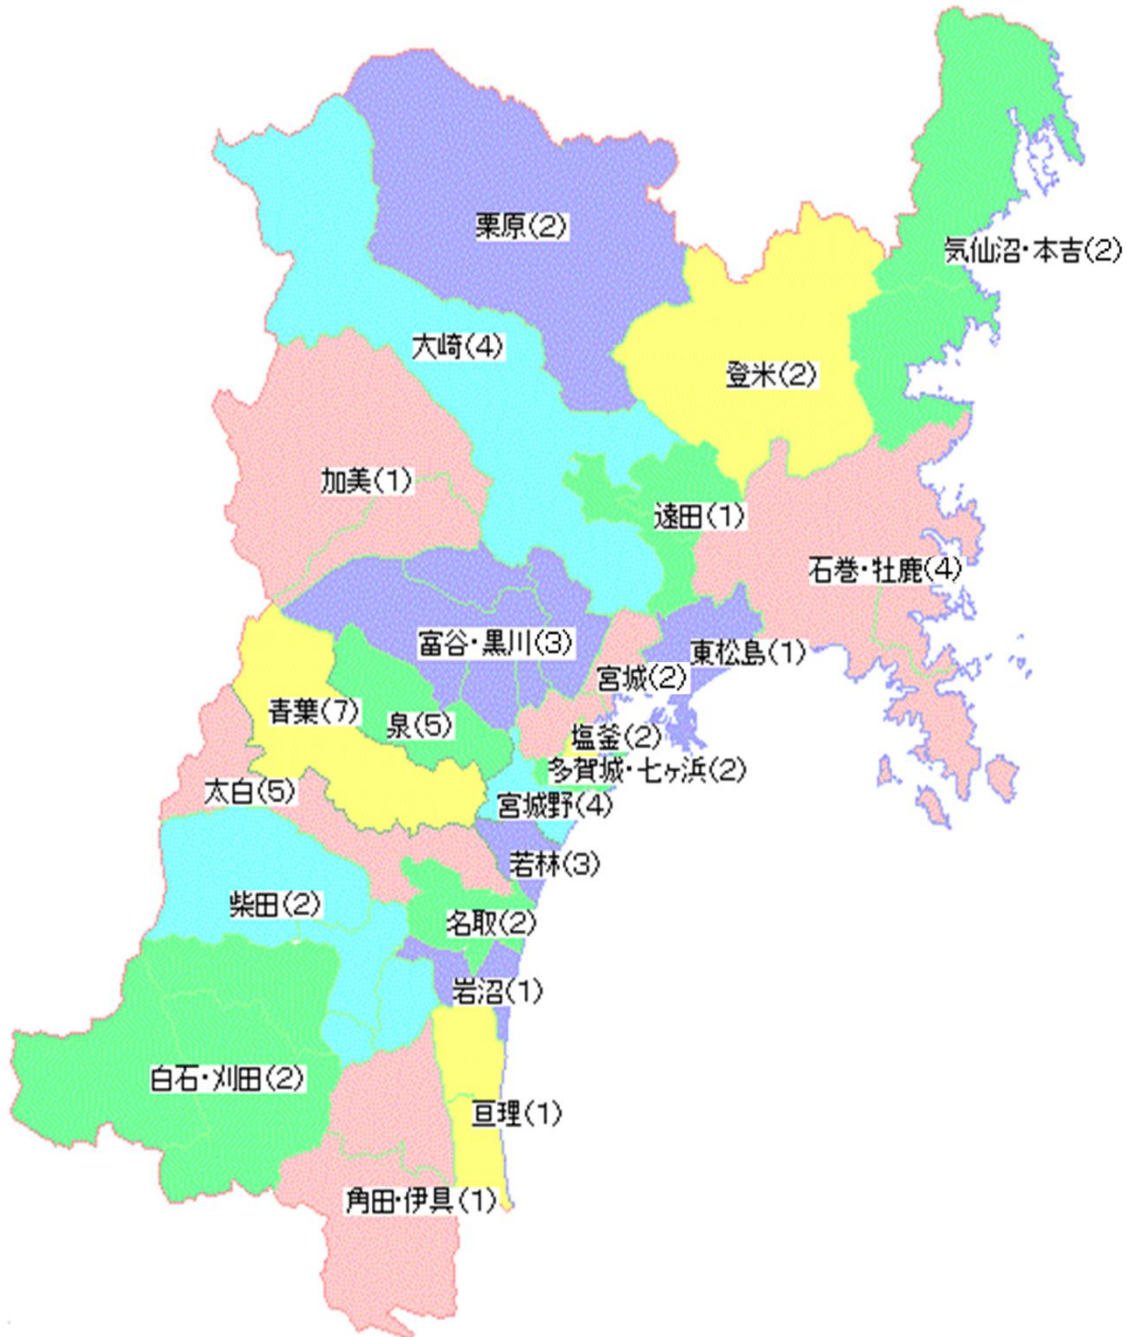 栗原(2)
気仙沼・本吉(2)
大崎(4)
登米(2)
加美(1)
遠田(1)
石巻・牡鹿(4)
富谷・黒川(3)
東松島(1)
宮城(2)
青葉(7)
泉(5)
塩釜(2)
多賀城・七ヶ浜(2)
太白(5)
宮城野(4)
若林(3)
柴田(2)
名取(2)
岩沼(1)
白石・刈田(2)
亘理(1)
角田・伊具(1)